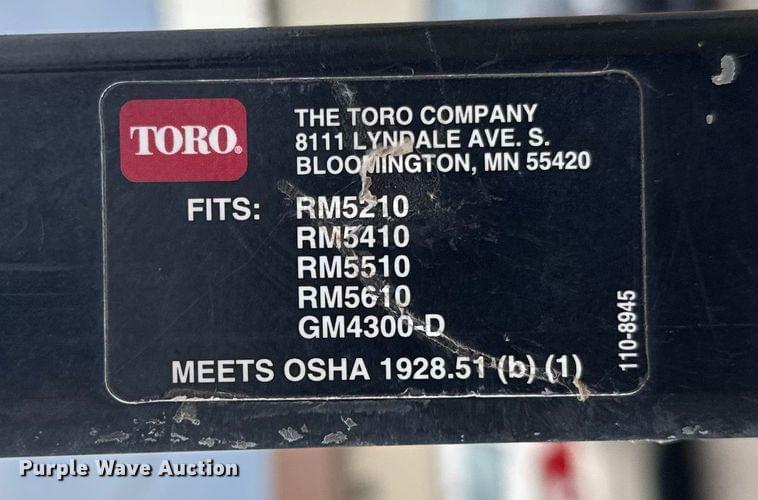 TORO®
THE TORO COMPANY
8111 LYNDALE AVE. S.
BLOOMINGTON, MN 55420
FITS: RM5210
RM5410
RM5510
RM5610
GM4300-D
MEETS OSHA 1928.51 (b) (1)
110-8945
Purple Wave Auction